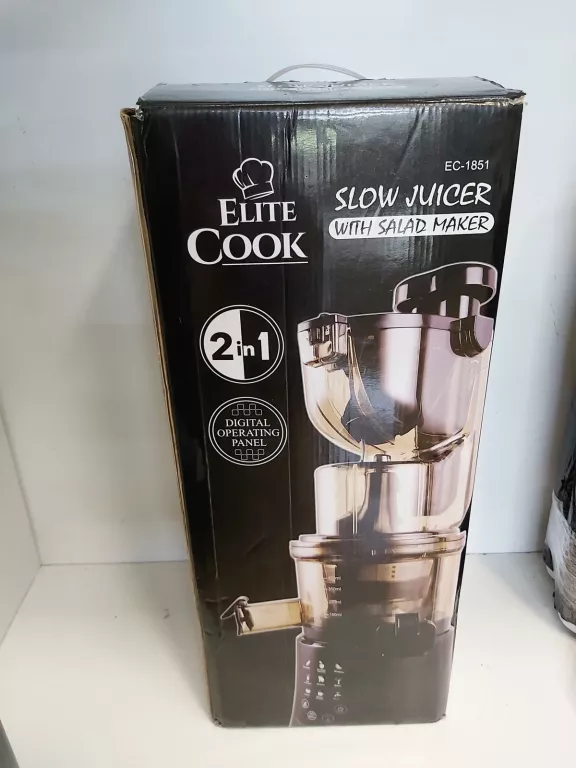 EC-1851
ELITE
COOK
SLOW JUICER
WITH SALAD MAKER
2in1
DIGITAL
OPERATING
PANEL